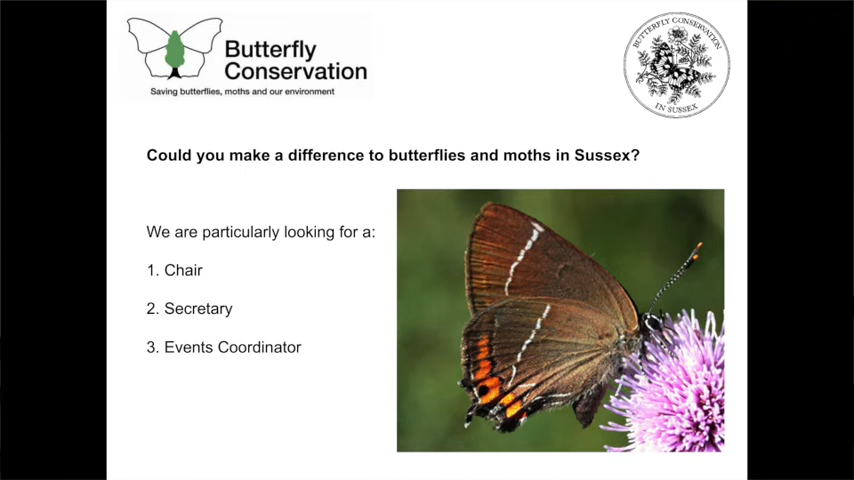 Butterfly
Conservation
Saving butterflies, moths and our environment
BUTTERFLY CONSERVATION
IN SUSSEX
Could you make a difference to butterflies and moths in Sussex?
We are particularly looking for a:
1. Chair
2. Secretary
3. Events Coordinator